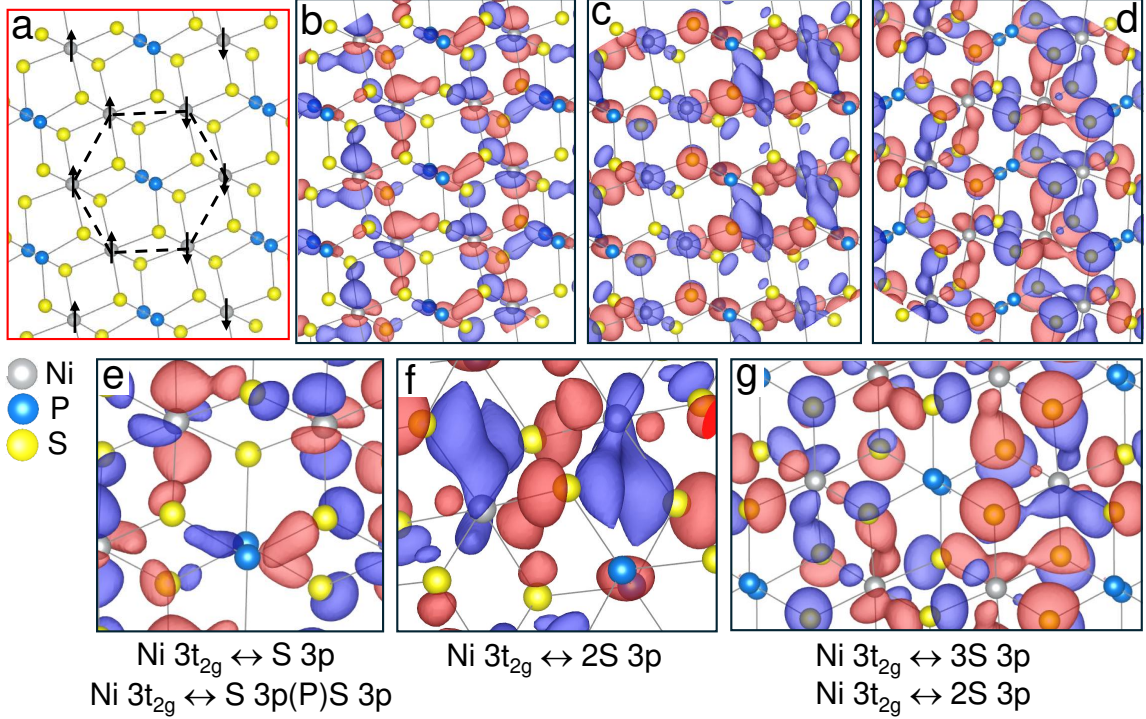 a
b
c
d
Ni
P
S
e
f
g
Ni 3t₂g ↔ S 3p
Ni 3t₂g ↔ S 3p(P)S 3p
Ni 3t₂g ↔ 2S 3p
Ni 3t₂g ↔ 3S 3p
Ni 3t₂g ↔ 2S 3p